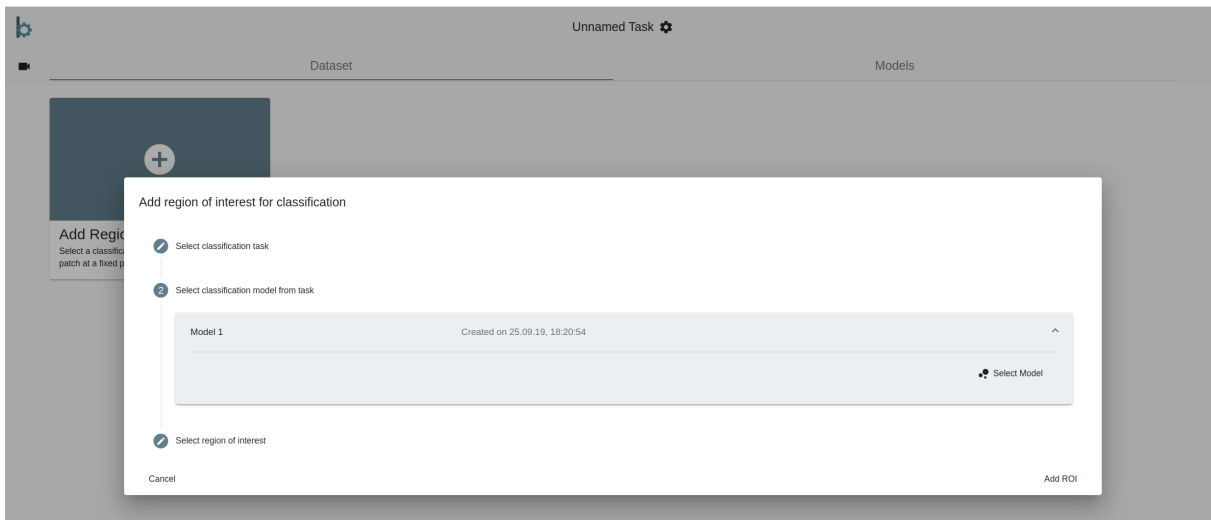 Unnamed Task
Dataset
Models
Add Regio
Select a classifica
patch at a fixed p
Add region of interest for classification
Select classification task
2 Select classification model from task
Model 1 Created on 25.09.19, 18:20:54
Select Model
Select region of interest
Cancel
Add ROI